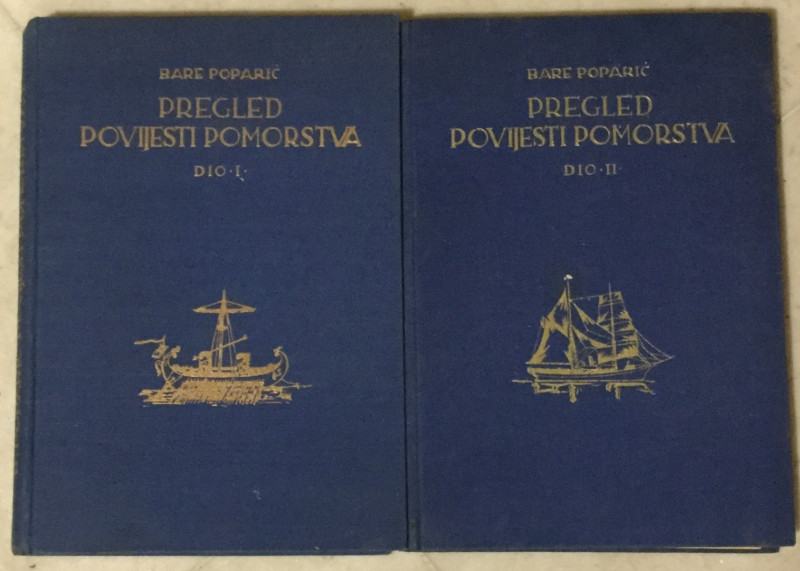 BARE POPARIĆ
PREGLED
POVIJESTI POMORSTVA
DIO · I ·
BARE POPARIĆ
PREGLED
POVIJESTI POMORSTVA
DIO · II ·